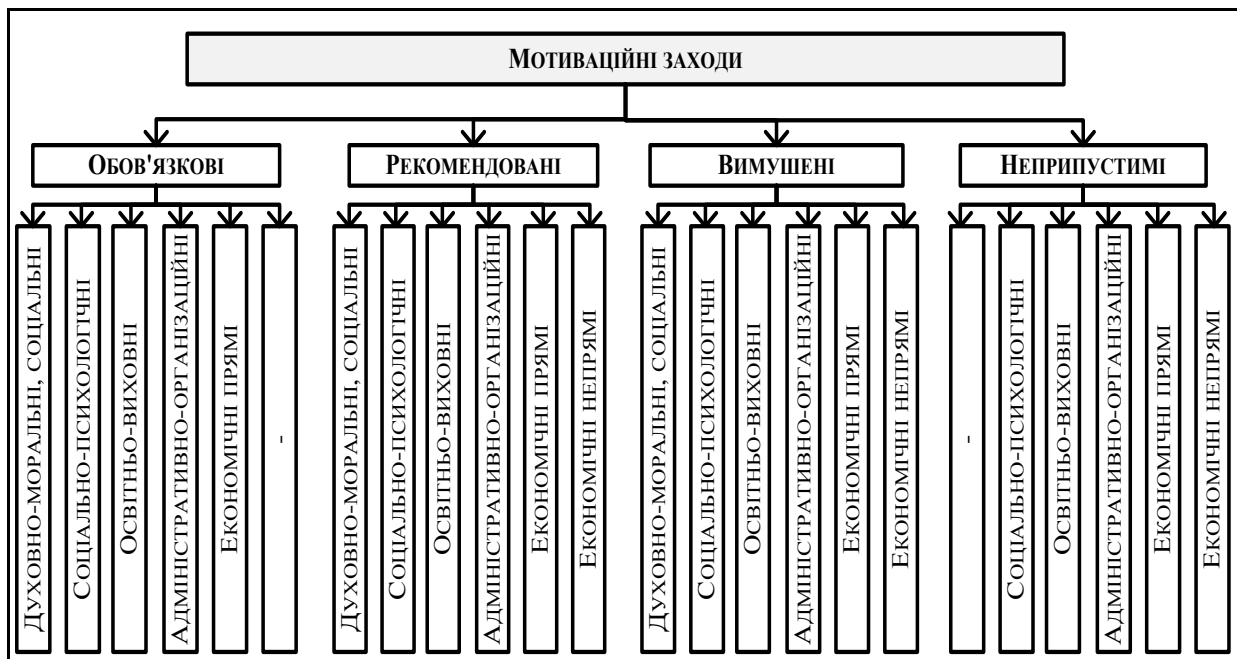 МОТИВАЦІЙНІ ЗАХОДИ
ОБОВ'ЯЗКОВІ
РЕКОМЕНДОВАНІ
ВИМУШЕНІ
НЕПРИПУСТИМІ
ДУХОВНО-МОРАЛЬНІ, СОЦІАЛЬНІ
СОЦІАЛЬНО-ПСИХОЛОГІЧНІ
ОСВІТНЬО-ВИХОВНІ
АДМІНІСТРАТИВНО-ОРГАНІЗАЦІЙНІ
ЕКОНОМІЧНІ ПРЯМІ
-
ДУХОВНО-МОРАЛЬНІ, СОЦІАЛЬНІ
СОЦІАЛЬНО-ПСИХОЛОГІЧНІ
ОСВІТНЬО-ВИХОВНІ
АДМІНІСТРАТИВНО-ОРГАНІЗАЦІЙНІ
ЕКОНОМІЧНІ ПРЯМІ
ЕКОНОМІЧНІ НЕПРЯМІ
ДУХОВНО-МОРАЛЬНІ, СОЦІАЛЬНІ
СОЦІАЛЬНО-ПСИХОЛОГІЧНІ
ОСВІТНЬО-ВИХОВНІ
АДМІНІСТРАТИВНО-ОРГАНІЗАЦІЙНІ
ЕКОНОМІЧНІ ПРЯМІ
ЕКОНОМІЧНІ НЕПРЯМІ
-
СОЦІАЛЬНО-ПСИХОЛОГІЧНІ
ОСВІТНЬО-ВИХОВНІ
АДМІНІСТРАТИВНО-ОРГАНІЗАЦІЙНІ
ЕКОНОМІЧНІ ПРЯМІ
ЕКОНОМІЧНІ НЕПРЯМІ